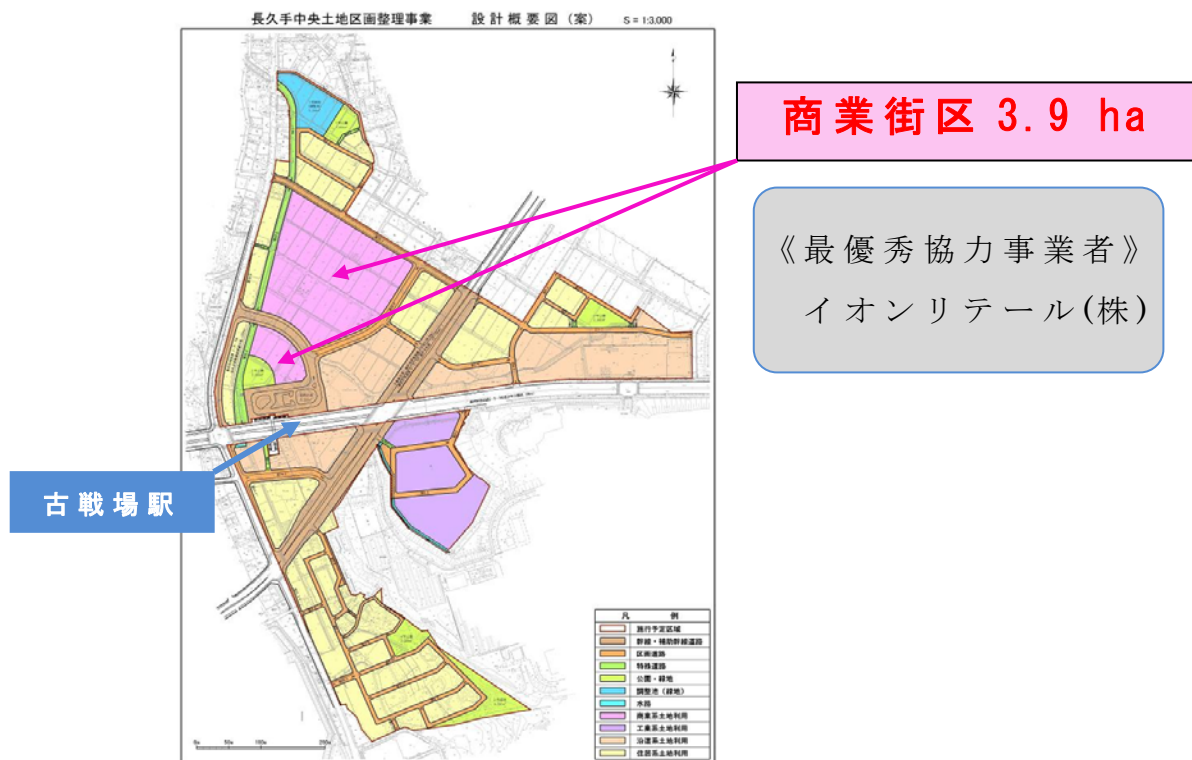 長久手中央土地区画整理事業 設計概要図（案） S = 1:3,000
商業街区 3.9 ha
《最優秀協力事業者》
イオンリテール(株)
古戦場駅
凡 例
施行予定区域
幹線・補助幹線道路
区画道路
特殊道路
公園・緑地
調整池（緑地）
水路
商業系土地利用
工業系土地利用
沿道系土地利用
住居系土地利用